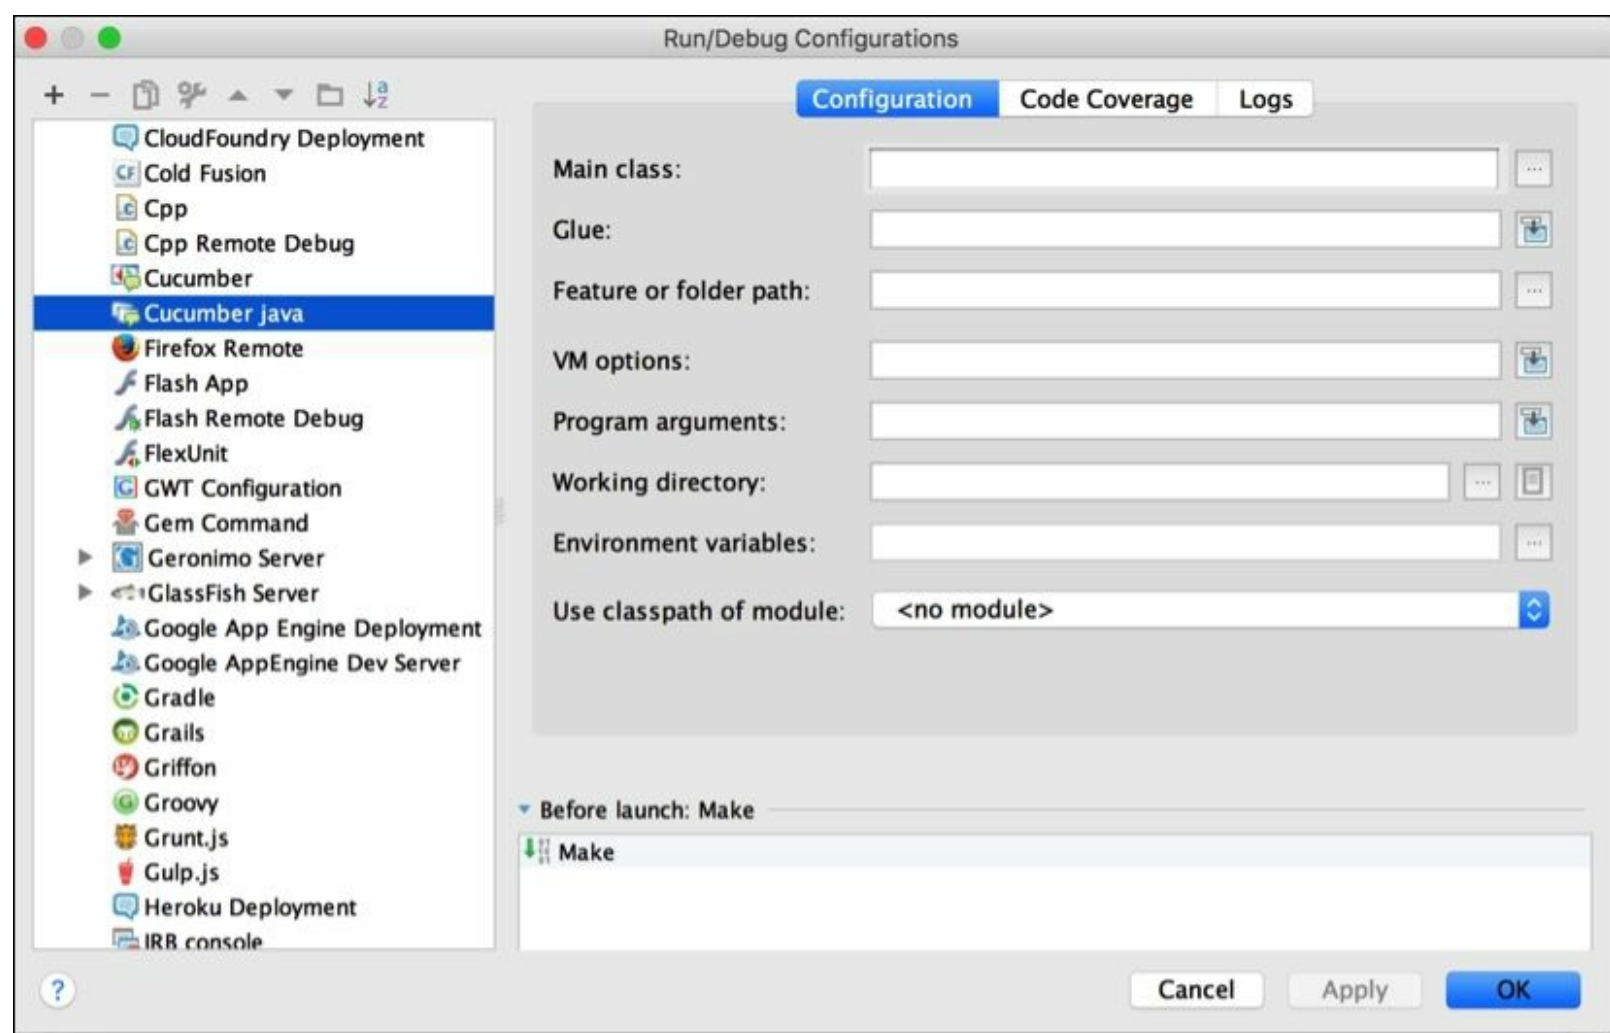 Run/Debug Configurations
CloudFoundry Deployment
Cold Fusion
Cpp
Cpp Remote Debug
Cucumber
Cucumber java
Firefox Remote
Flash App
Flash Remote Debug
FlexUnit
GWT Configuration
Gem Command
Geronimo Server
GlassFish Server
Google App Engine Deployment
Google AppEngine Dev Server
Gradle
Grails
Griffon
Groovy
Grunt.js
Gulp.js
Heroku Deployment
IRB console
Configuration Code Coverage Logs
Main class:
Glue:
Feature or folder path:
VM options:
Program arguments:
Working directory:
Environment variables:
Use classpath of module: <no module>
Before launch: Make
Make
? Cancel Apply OK